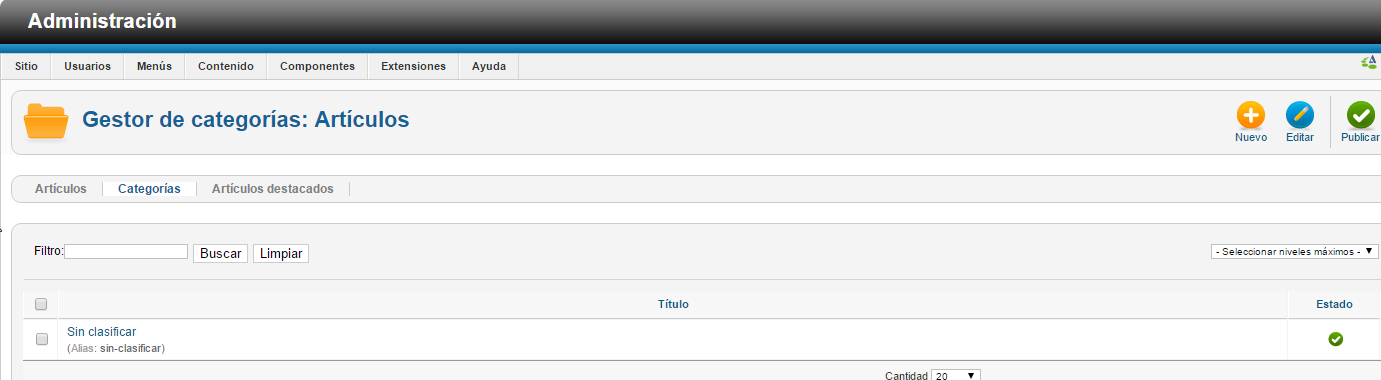 Administración
Sitio Usuarios Menús Contenido Componentes Extensiones Ayuda
Gestor de categorías: Artículos
Nuevo Editar Publicar
Artículos Categorías Artículos destacados
Filtro: Buscar Limpiar - Seleccionar niveles máximos -
Título Estado
Sin clasificar
(Alias: sin-clasificar)
Cantidad 20